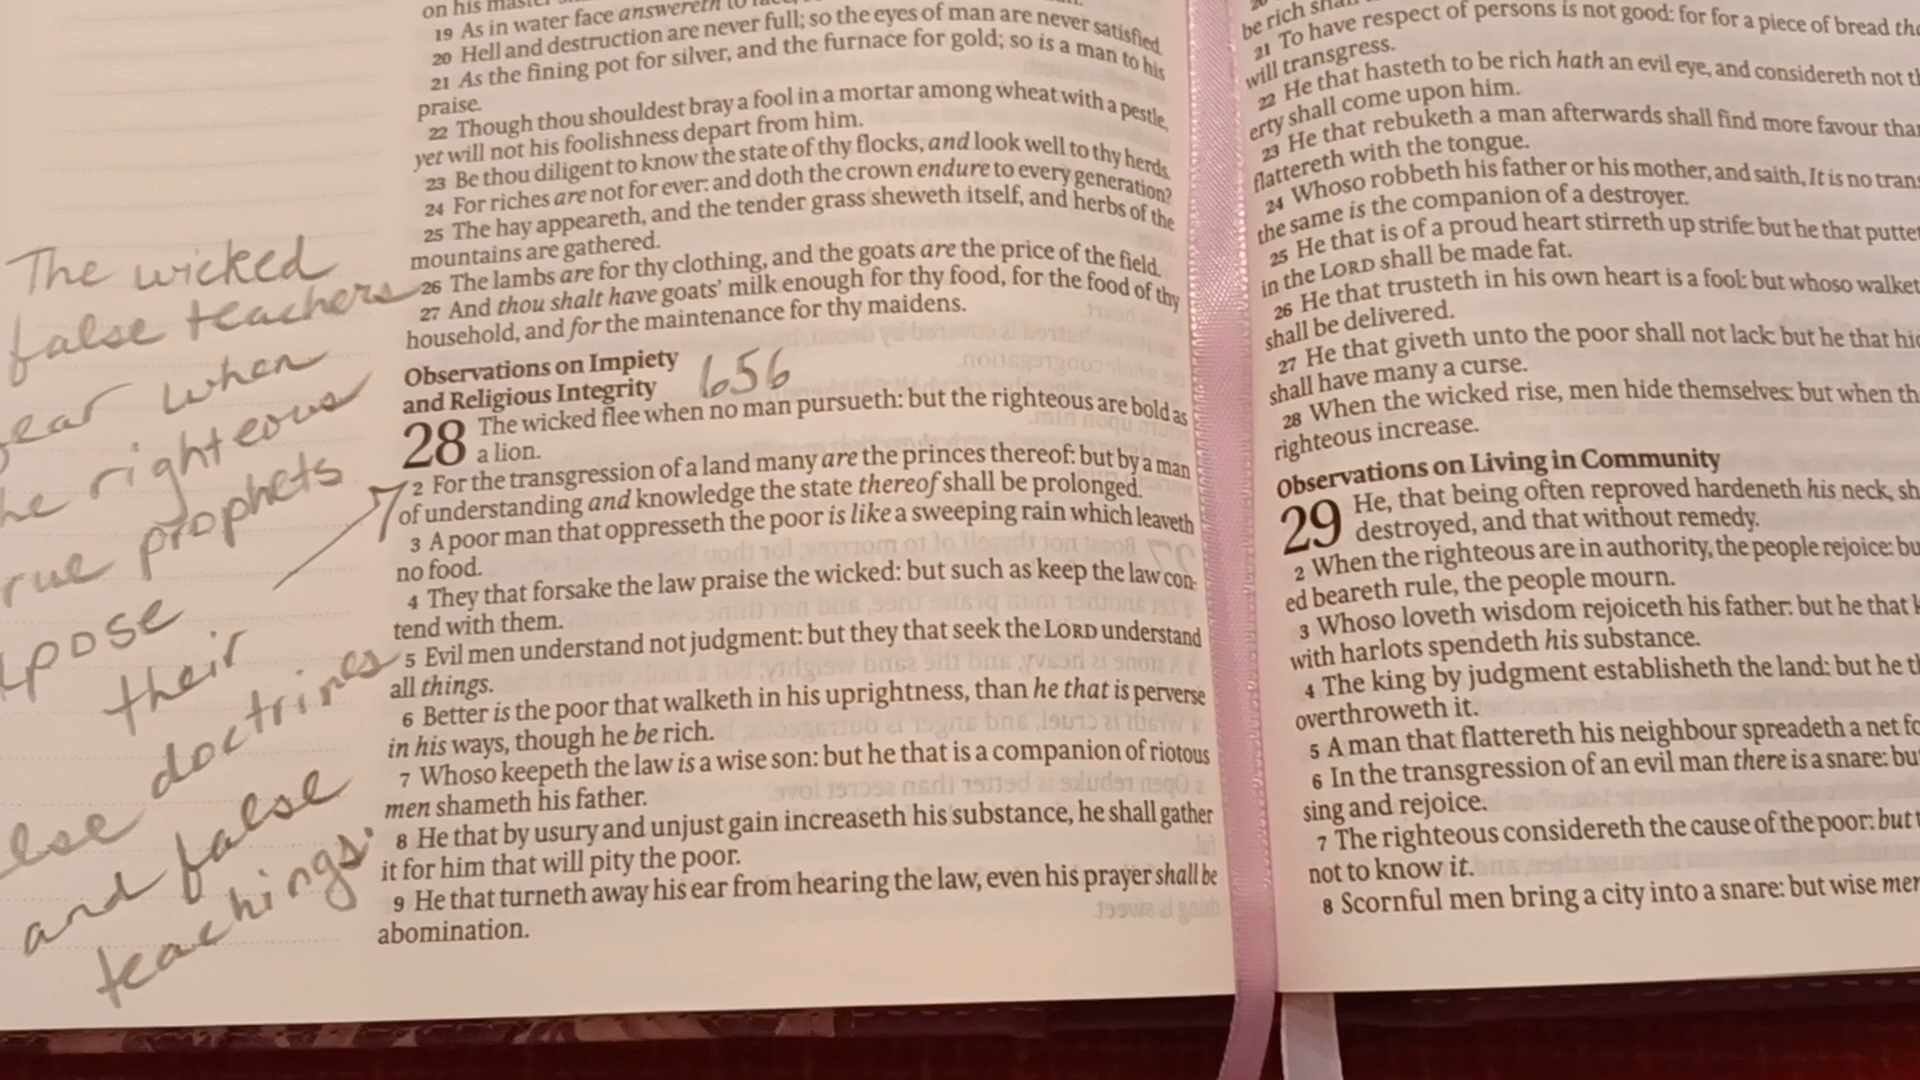 The wicked
false teachers
when
righteous
prophets
their
doctrines
and false
teachings.
on his master
19 As in water face answereth to
20 Hell and destruction are never full; so the eyes of man are never satisfied.
21 As the fining pot for silver, and the furnace for gold; so is a man to his
praise.
22 Though thou shouldest bray a fool in a mortar among wheat with a pestle,
yet will not his foolishness depart from him.
23 Be thou diligent to know the state of thy flocks, and look well to thy herds.
24 For riches are not for ever: and doth the crown endure to every generation?
25 The hay appeareth, and the tender grass sheweth itself, and herbs of the
mountains are gathered.
26 The lambs are for thy clothing, and the goats are the price of the field.
27 And thou shalt have goats' milk enough for thy food, for the food of thy
household, and for the maintenance for thy maidens.
Observations on Impiety
and Religious Integrity 656
28 The wicked flee when no man pursueth: but the righteous are bold as
a lion.
2 For the transgression of a land many are the princes thereof: but by a man
of understanding and knowledge the state thereof shall be prolonged.
3 A poor man that oppresseth the poor is like a sweeping rain which leaveth
no food.
4 They that forsake the law praise the wicked: but such as keep the law con-
tend with them.
5 Evil men understand not judgment: but they that seek the LORD understand
all things.
6 Better is the poor that walketh in his uprightness, than he that is perverse
in his ways, though he be rich.
7 Whoso keepeth the law is a wise son: but he that is a companion of riotous
men shameth his father.
8 He that by usury and unjust gain increaseth his substance, he shall gather
it for him that will pity the poor.
9 He that turneth away his ear from hearing the law, even his prayer shall be
abomination.
be rich
21 To have respect of persons is not good: for for a piece of bread
will transgress.
22 He that hasteth to be rich hath an evil eye, and considereth not
erty shall come upon him.
23 He that rebuketh a man afterwards shall find more favour
flattereth with the tongue.
24 Whoso robbeth his father or his mother, and saith, It is no
the same is the companion of a destroyer.
25 He that is of a proud heart stirreth up strife: but he that
in the LORD shall be made fat.
26 He that trusteth in his own heart is a fool: but whoso
shall be delivered.
27 He that giveth unto the poor shall not lack: but he that
shall have many a curse.
28 When the wicked rise, men hide themselves: but when
righteous increase.
Observations on Living in Community
29 He, that being often reproved hardeneth his neck,
destroyed, and that without remedy.
2 When the righteous are in authority, the people rejoice:
ed beareth rule, the people mourn.
3 Whoso loveth wisdom rejoiceth his father: but he that
with harlots spendeth his substance.
4 The king by judgment establisheth the land: but he
overthroweth it.
5 A man that flattereth his neighbour spreadeth a net
6 In the transgression of an evil man there is a snare:
sing and rejoice.
7 The righteous considereth the cause of the poor: but
not to know it.
8 Scornful men bring a city into a snare: but wise